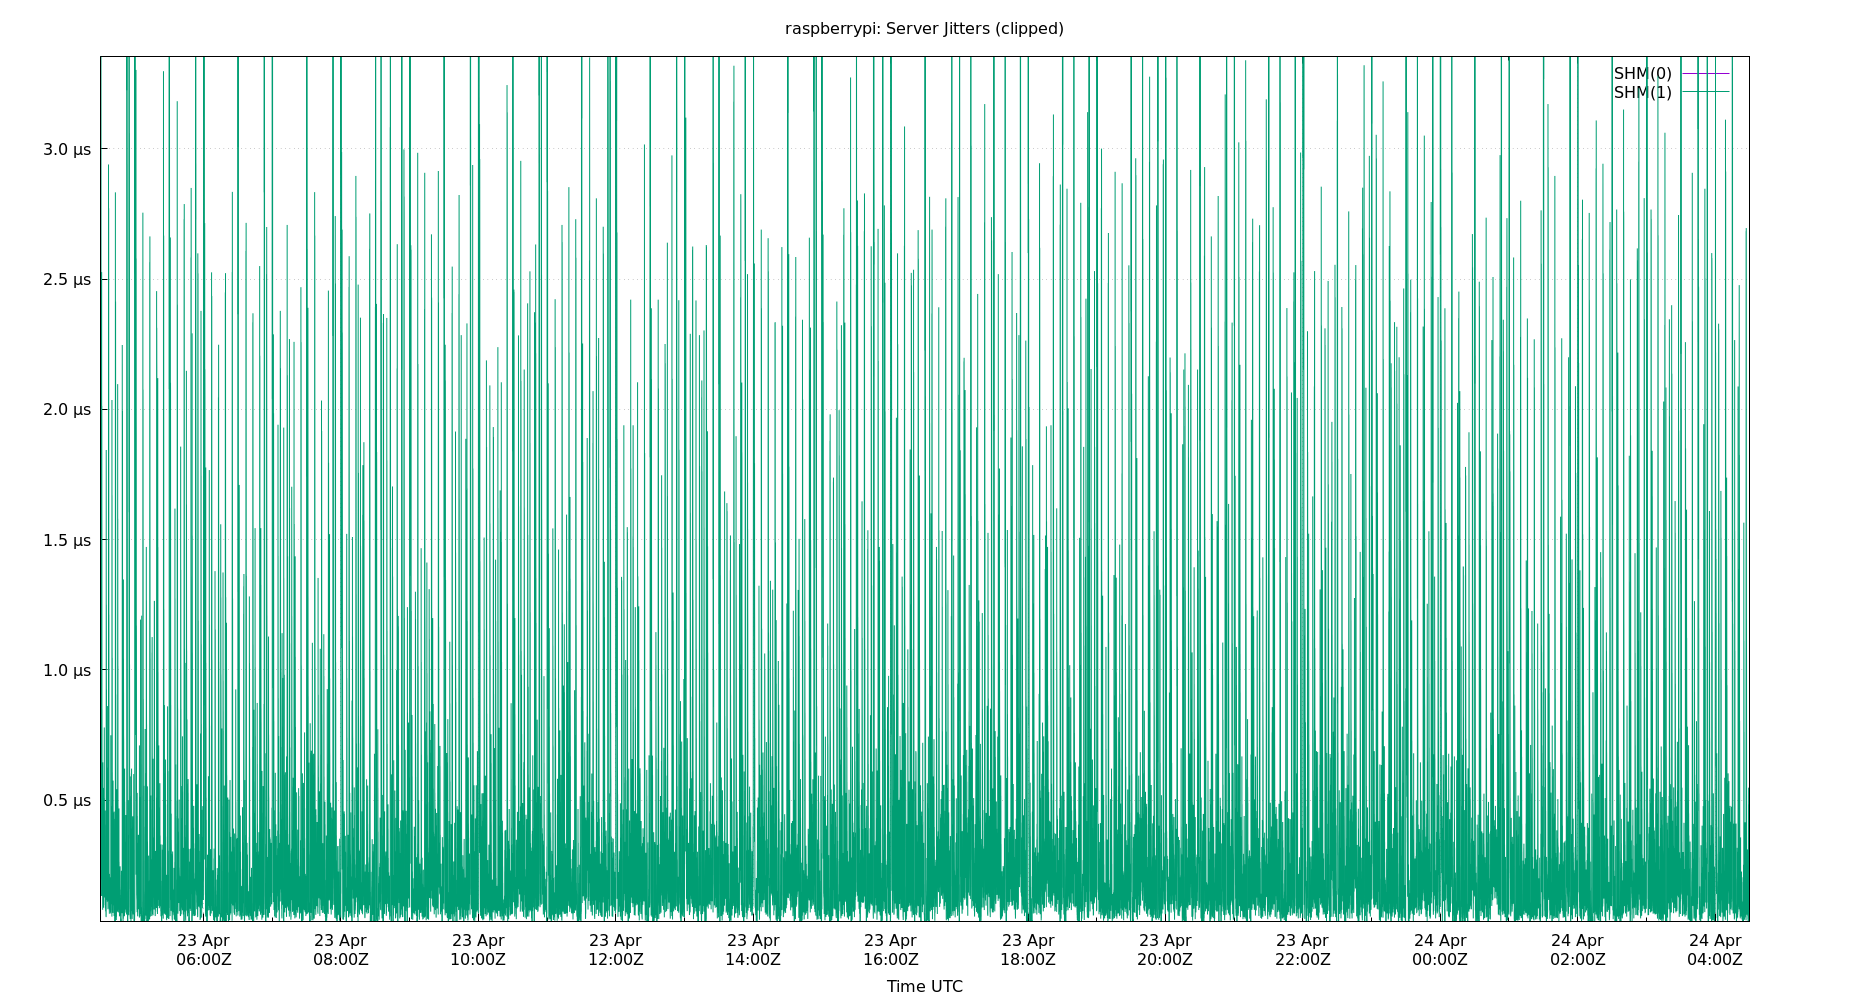 raspberrypi: Server Jitters (clipped)
SHM(0)
SHM(1)
3.0 µs
2.5 µs
2.0 µs
1.5 µs
1.0 µs
0.5 µs
23 Apr 23 Apr 23 Apr 23 Apr 23 Apr 23 Apr 23 Apr 23 Apr 23 Apr 24 Apr 24 Apr 24 Apr
06:00Z 08:00Z 10:00Z 12:00Z 14:00Z 16:00Z 18:00Z 20:00Z 22:00Z 00:00Z 02:00Z 04:00Z
Time UTC